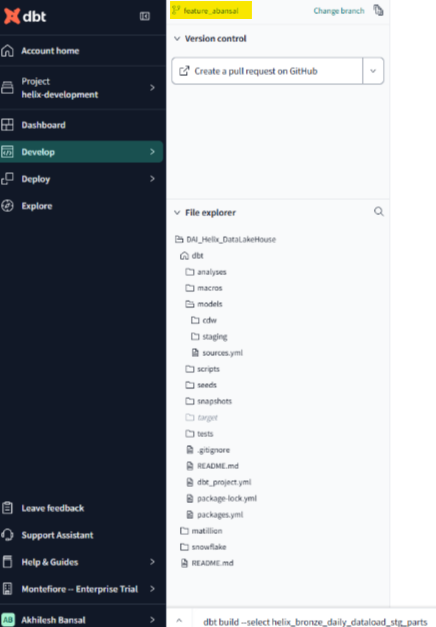 dbt
Account home
Project
helix-development
Dashboard
Develop
Deploy
Explore
Leave feedback
Support Assistant
Help & Guides
Montefiore -- Enterprise Trial
AB Akhilesh Bansal
feature_abansal Change branch
Version control
Create a pull request on GitHub
File explorer
DAI_Helix_DataLakeHouse
dbt
analyses
macros
models
cdw
staging
sources.yml
scripts
seeds
snapshots
target
tests
.gitignore
README.md
dbt_project.yml
package-lock.yml
packages.yml
matillion
snowflake
README.md
dbt build --select helix_bronze_daily_dataload_stg_parts